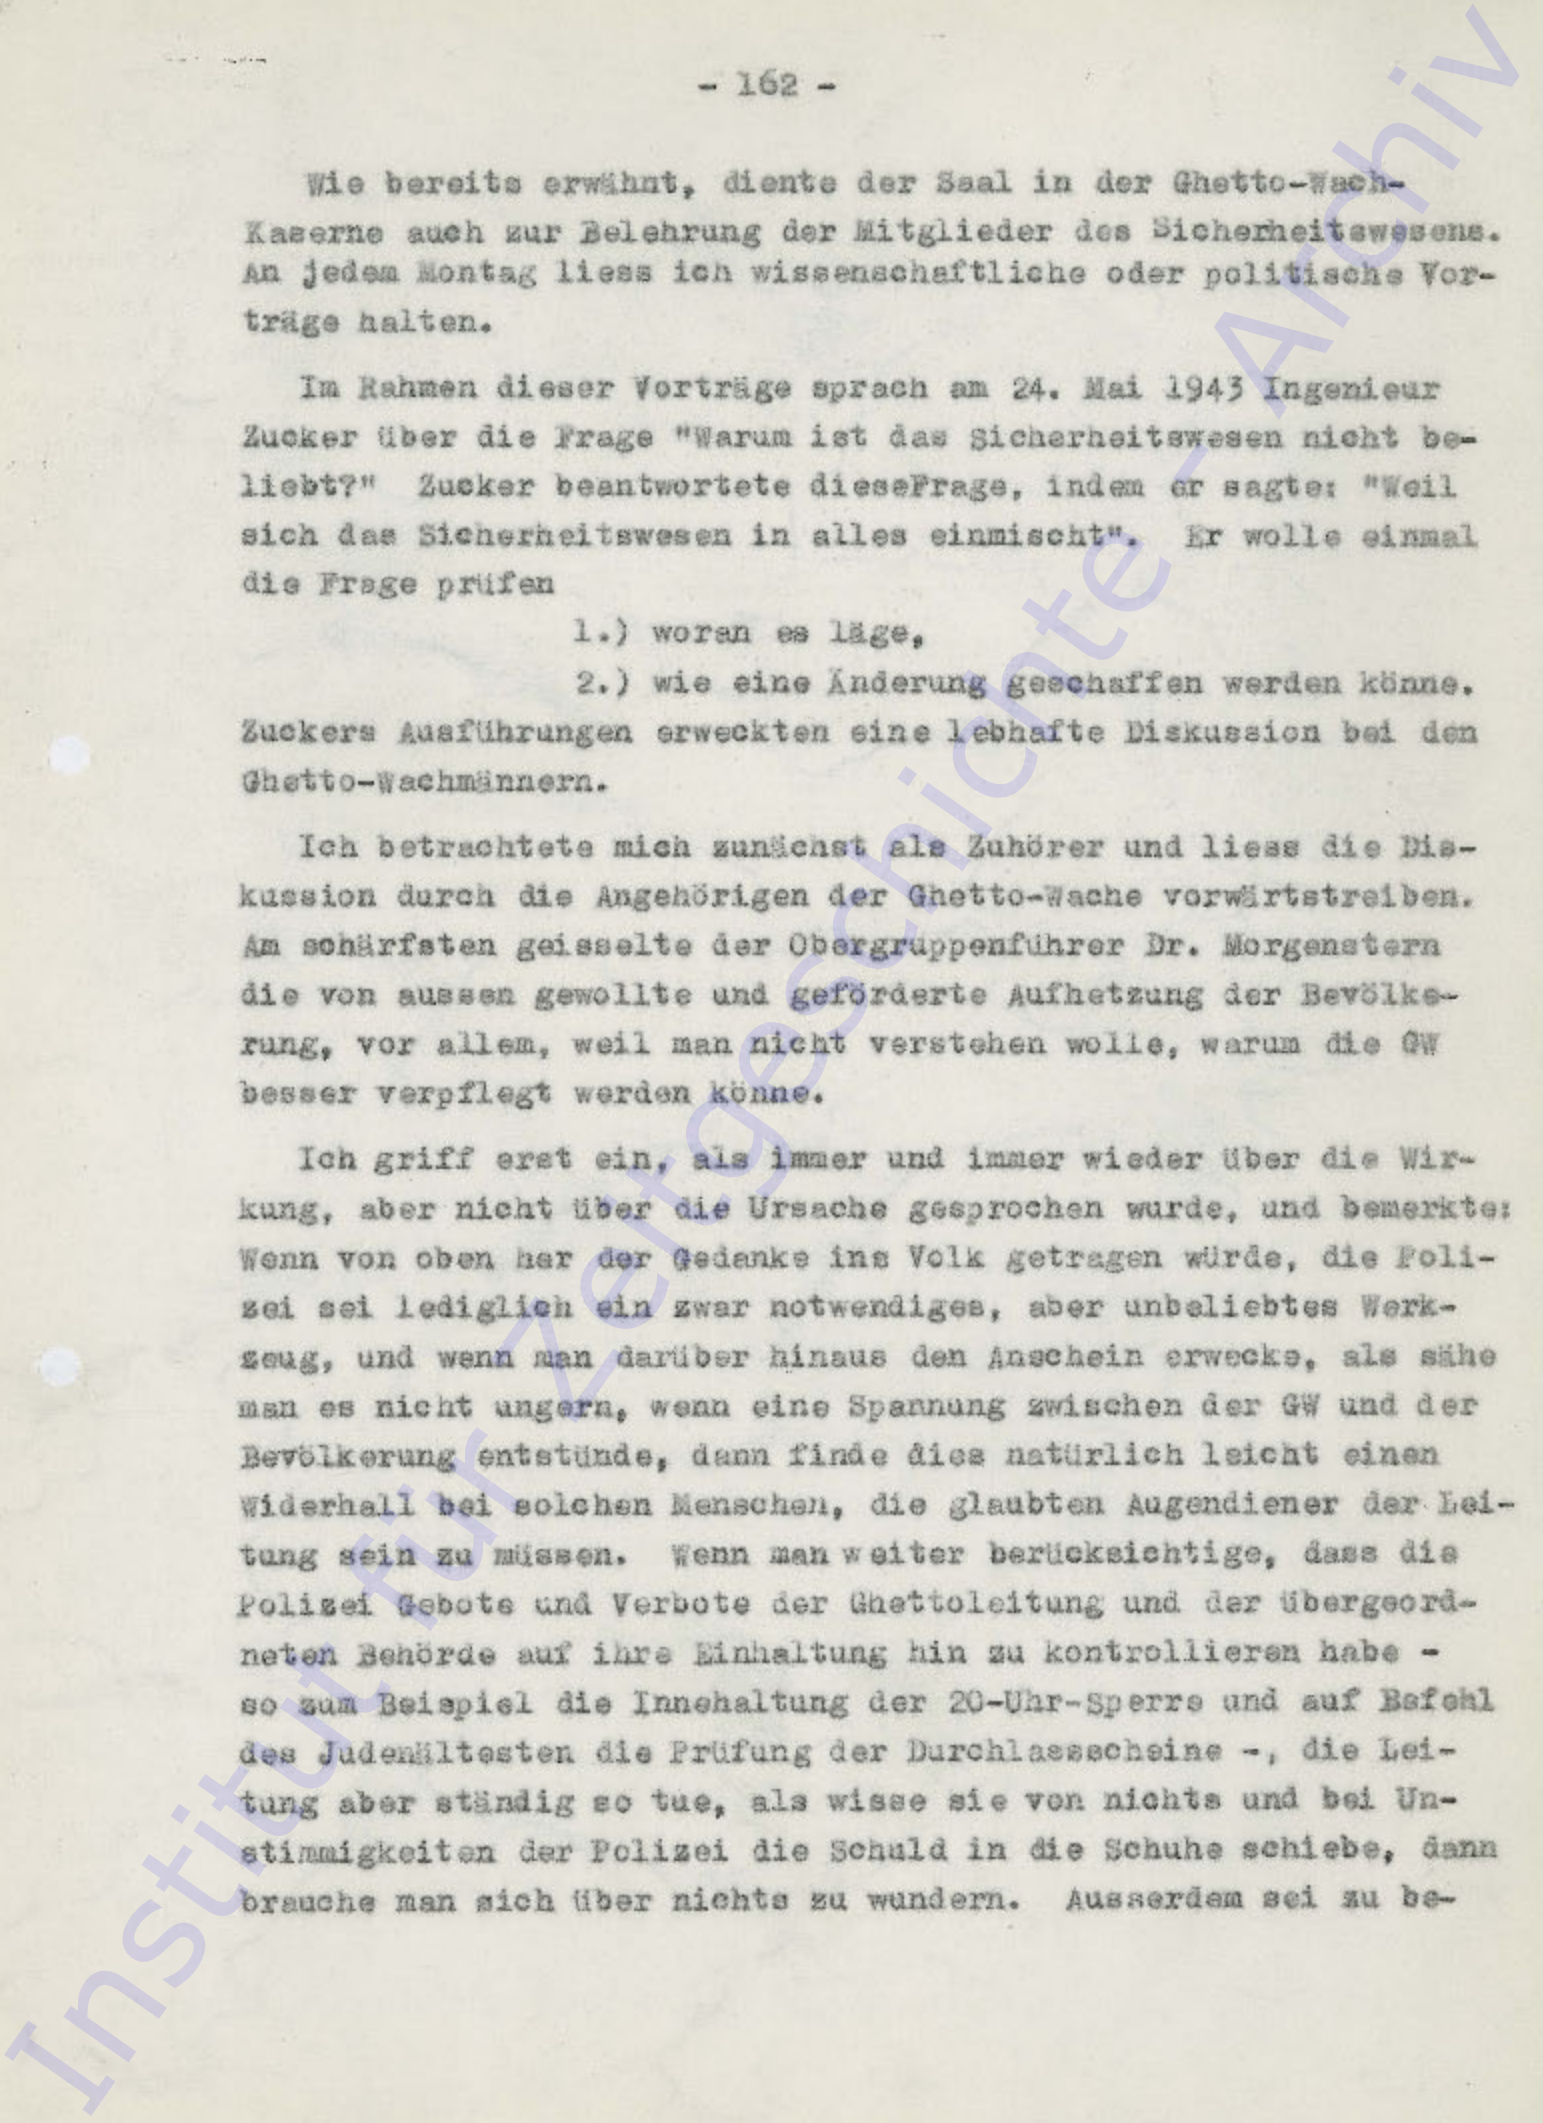 - 162 -
Wie bereits erwähnt, diente der Saal in der Ghetto-Wach-
Kaserne auch zur Belehrung der Mitglieder des Sicherheitswesens.
An jedem Montag liess ich wissenschaftliche oder politische Vor-
träge halten.
Im Rahmen dieser Vorträge sprach am 24. Mai 1943 Ingenieur
Zucker über die Frage "Warum ist das Sicherheitswesen nicht be-
liebt?" Zucker beantwortete dieseFrage, indem er sagte: "Weil
sich das Sicherheitswesen in alles einmischt". Er wolle einmal
die Frage prüfen
1.) woran es läge,
2.) wie eine Änderung geschaffen werden könne.
Zuckers Ausführungen erweckten eine lebhafte Diskussion bei den
Ghetto-Wachmännern.
Ich betrachtete mich zunächst als Zuhörer und liess die Dis-
kussion durch die Angehörigen der Ghetto-Wache vorwärtstreiben.
Am schärfsten geisselte der Obergruppenführer Dr. Morgenstern
die von aussen gewollte und geförderte Aufhetzung der Bevölke-
rung, vor allem, weil man nicht verstehen wolle, warum die GW
besser verpflegt werden könne.
Ich griff erst ein, als immer und immer wieder über die Wir-
kung, aber nicht über die Ursache gesprochen wurde, und bemerkte:
Wenn von oben her der Gedanke ins Volk getragen würde, die Poli-
zei sei lediglich ein zwar notwendiges, aber unbeliebtes Werk-
zeug, und wenn man darüber hinaus den Anschein erwecke, als sähe
man es nicht ungern, wenn eine Spannung zwischen der GW und der
Bevölkerung entstünde, dann finde dies natürlich leicht einen
Widerhall bei solchen Menschen, die glaubten Augendiener der Lei-
tung sein zu müssen. Wenn man weiter berücksichtige, dass die
Polizei Gebote und Verbote der Ghettoleitung und der übergeord-
neten Behörde auf ihre Einhaltung hin zu kontrollieren habe -
so zum Beispiel die Innehaltung der 20-Uhr-Sperre und auf Befehl
des Judenältesten die Prüfung der Durchlassscheine -, die Lei-
tung aber ständig so tue, als wisse sie von nichts und bei Un-
stimmigkeiten der Polizei die Schuld in die Schuhe schiebe, dann
brauche man sich über nichts zu wundern. Ausserdem sei zu be-
Institut für Zeitgeschichte - Archiv